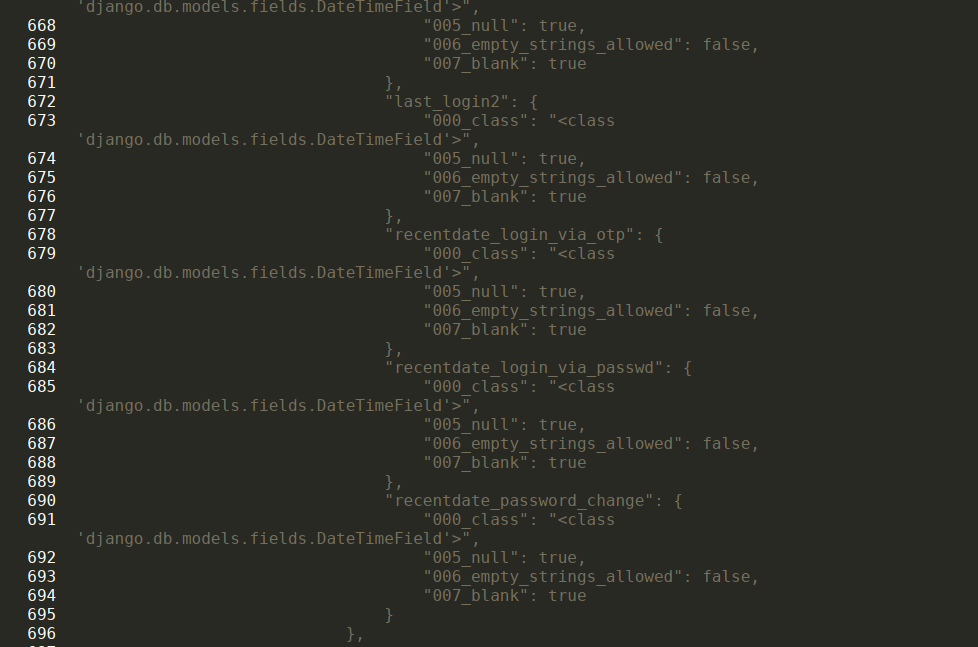 'django.db.models.fields.DateTimeField'>",
668 "005_null": true,
669 "006_empty_strings_allowed": false,
670 "007_blank": true
671 },
672 "last_login2": {
673 "000_class": "<class
'django.db.models.fields.DateTimeField'>",
674 "005_null": true,
675 "006_empty_strings_allowed": false,
676 "007_blank": true
677 },
678 "recentdate_login_via_otp": {
679 "000_class": "<class
'django.db.models.fields.DateTimeField'>",
680 "005_null": true,
681 "006_empty_strings_allowed": false,
682 "007_blank": true
683 },
684 "recentdate_login_via_passwd": {
685 "000_class": "<class
'django.db.models.fields.DateTimeField'>",
686 "005_null": true,
687 "006_empty_strings_allowed": false,
688 "007_blank": true
689 },
690 "recentdate_password_change": {
691 "000_class": "<class
'django.db.models.fields.DateTimeField'>",
692 "005_null": true,
693 "006_empty_strings_allowed": false,
694 "007_blank": true
695 }
696 },